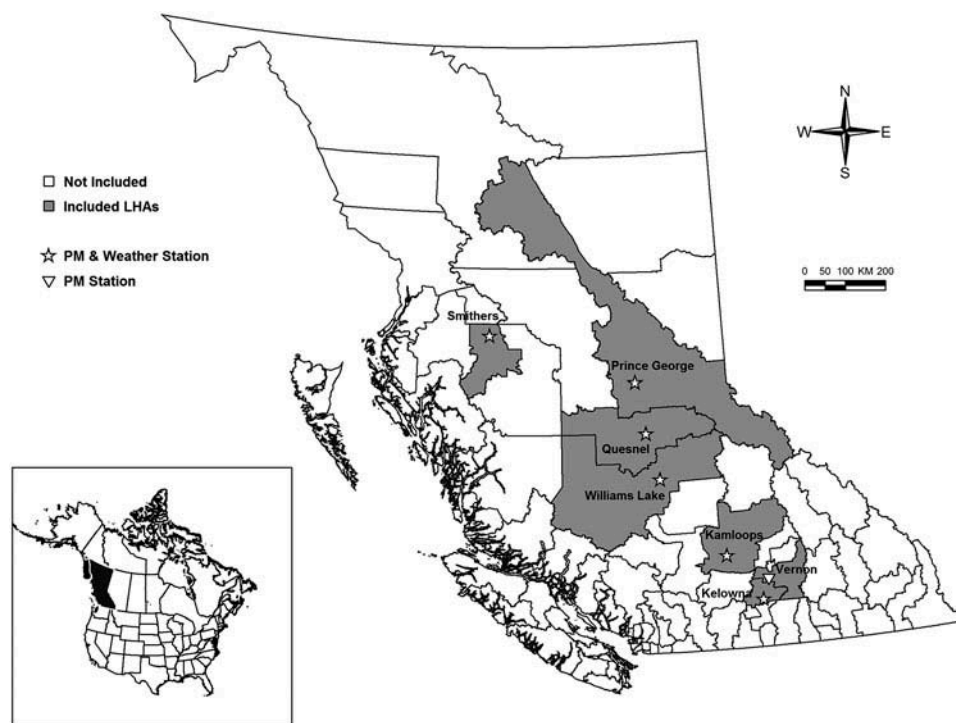 N
W E
S
Not Included
Included LHAs
PM & Weather Station
PM Station
0 50 100 KM 200
Smithers
Prince George
Quesnel
Williams Lake
Kamloops
Vernon
Kelowna